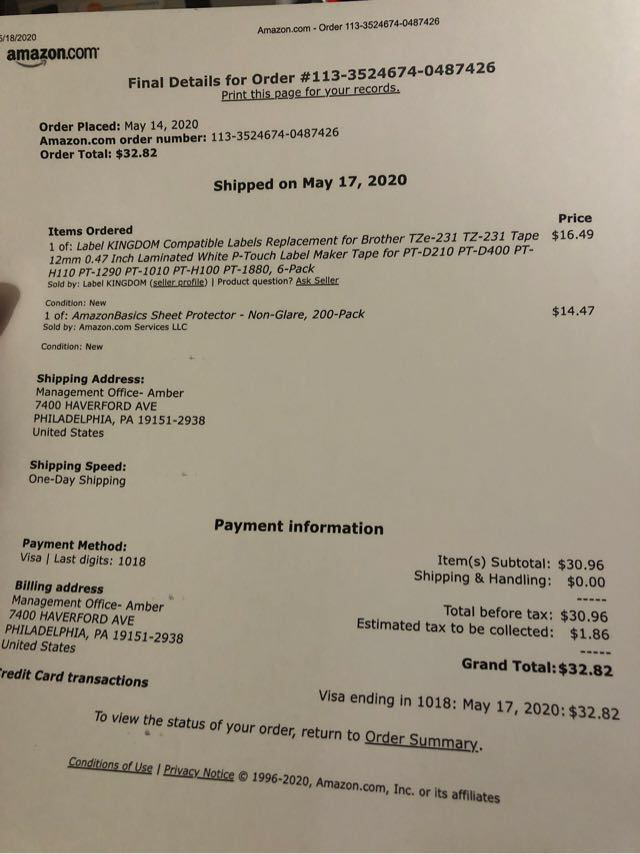 5/18/2020
Amazon.com - Order 113-3524674-0487426
amazon.com
Final Details for Order #113-3524674-0487426
Print this page for your records.
Order Placed: May 14, 2020
Amazon.com order number: 113-3524674-0487426
Order Total: $32.82
Shipped on May 17, 2020
Items Ordered Price
1 of: Label KINGDOM Compatible Labels Replacement for Brother TZe-231 TZ-231 Tape $16.49
12mm 0.47 Inch Laminated White P-Touch Label Maker Tape for PT-D210 PT-D400 PT-
H110 PT-1290 PT-1010 PT-H100 PT-1880, 6-Pack
Sold by: Label KINGDOM (seller profile) | Product question? Ask Seller
Condition: New
1 of: AmazonBasics Sheet Protector - Non-Glare, 200-Pack $14.47
Sold by: Amazon.com Services LLC
Condition: New
Shipping Address:
Management Office- Amber
7400 HAVERFORD AVE
PHILADELPHIA, PA 19151-2938
United States
Shipping Speed:
One-Day Shipping
Payment information
Payment Method:
Visa | Last digits: 1018
Billing address
Management Office- Amber
7400 HAVERFORD AVE
PHILADELPHIA, PA 19151-2938
United States
Item(s) Subtotal: $30.96
Shipping & Handling: $0.00
-----
Total before tax: $30.96
Estimated tax to be collected: $1.86
-----
Grand Total: $32.82
redit Card transactions
Visa ending in 1018: May 17, 2020: $32.82
To view the status of your order, return to Order Summary.
Conditions of Use | Privacy Notice © 1996-2020, Amazon.com, Inc. or its affiliates